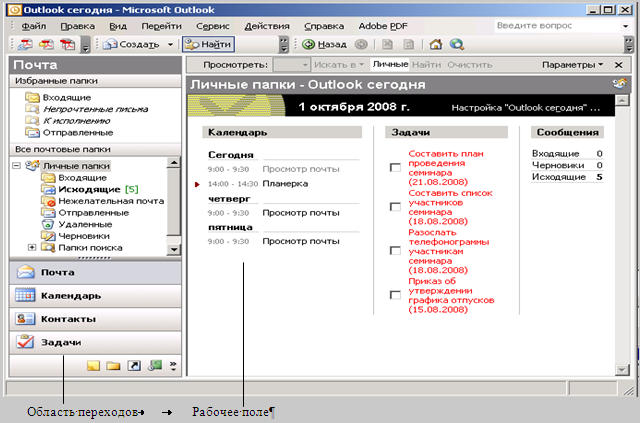 Outlook сегодня - Microsoft Outlook
Файл Правка Вид Перейти Сервис Действия Справка Adobe PDF Введите вопрос
Создать Найти Назад
Почта
Просмотреть: Искать в Личные Найти Очистить Параметры
Избранные папки
Входящие
Непрочтенные письма
К исполнению
Отправленные
Все почтовые папки
Личные папки
Входящие
Исходящие [5]
Нежелательная почта
Отправленные
Удаленные
Черновики
Папки поиска
Почта
Календарь
Контакты
Задачи
Личные папки - Outlook сегодня
1 октября 2008 г. Настройка "Outlook сегодня" ...
Календарь
Сегодня
9:00 - 9:30 Просмотр почты
14:00 - 14:30 Планерка
четверг
9:00 - 9:30 Просмотр почты
пятница
9:00 - 9:30 Просмотр почты
Задачи
Составить план
проведения
семинара
(21.08.2008)
Составить список
участников
семинара
(18.08.2008)
Разослать
телефонограммы
участникам
семинара
(18.08.2008)
Приказ об
утверждении
графика отпусков
(15.08.2008)
Сообщения
Входящие 0
Черновики 0
Исходящие 5
Область·переходов→ → Рабочее·поле¶